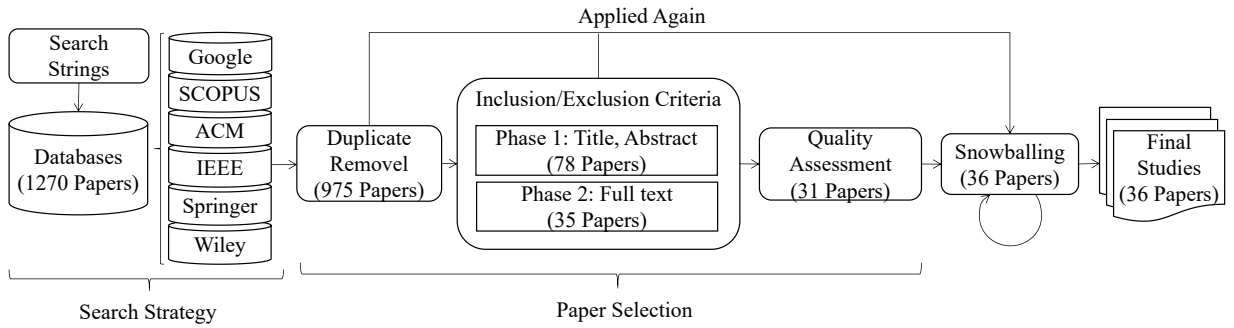 Applied Again
Search
Strings
Databases
(1270 Papers)
Google
SCOPUS
ACM
IEEE
Springer
Wiley
Search Strategy
Duplicate
Removel
(975 Papers)
Inclusion/Exclusion Criteria
Phase 1: Title, Abstract
(78 Papers)
Phase 2: Full text
(35 Papers)
Quality
Assessment
(31 Papers)
Paper Selection
Snowballing
(36 Papers)
Final
Studies
(36 Papers)